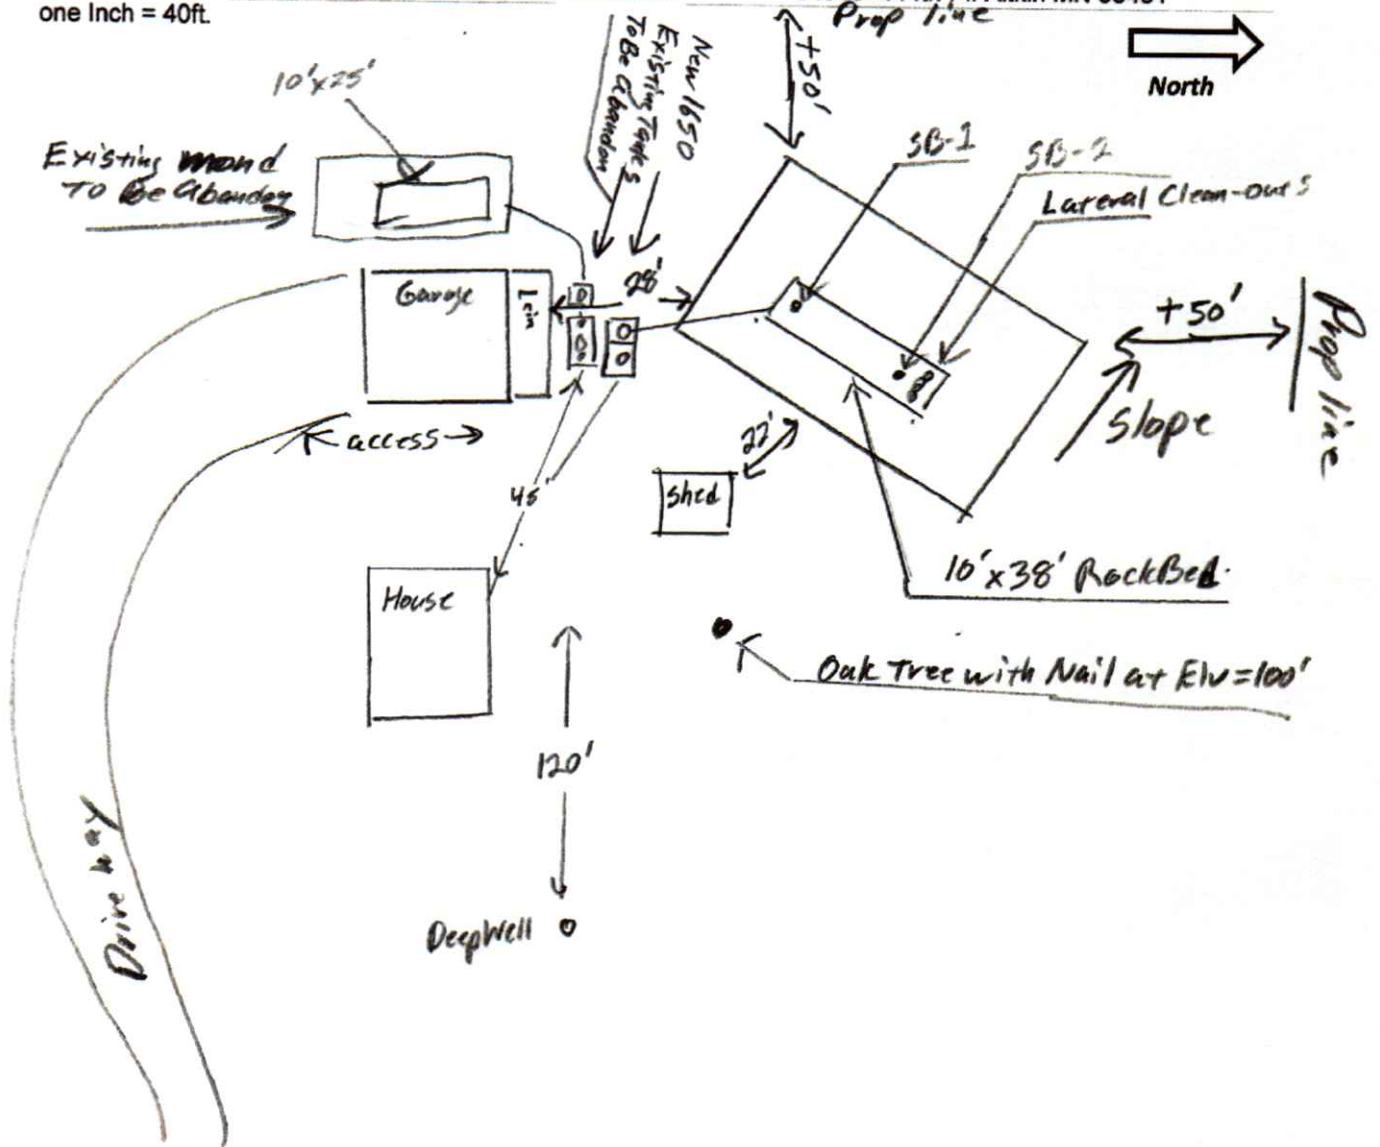 one Inch = 40ft.
Prop line
North
+50'
New 1650
Existing Tanks
To Be Abandon
10'x25'
Existing mond
To Be Abandon
SB-1
SB-2
Lateral Clean-outs
Garage
Lein
28'
+50'
Prop line
Slope
access
22'
45'
Shed
House
10'x38' RockBed
Oak Tree with Nail at Elv=100'
120'
Drive way
DeepWell